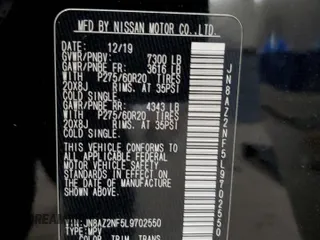 MFD BY NISSAN MOTOR CO.,LTD.
DATE: 12/19
GVWR/PNBV: 7300 LB
GAWR/PNBE FR: 3616 LB
WITH P275/60R20 TIRES
20X8J RIMS, AT 35PSI
COLD SINGLE
GAWR/PNBE RR: 4343 LB
WITH P275/60R20 TIRES
20X8J RIMS, AT 35PSI
COLD SINGLE
THIS VEHICLE CONFORMS TO
ALL APPLICABLE FEDERAL
MOTOR VEHICLE SAFETY
STANDARDS IN EFFECT ON
THE DATE OF MANUFACTURE
SHOWN ABOVE.
VIN:JN8AZ2NF5L9702550
TYPE:MPV
COLOR TRIM TRANS
JN8AZ2NF5L9702550